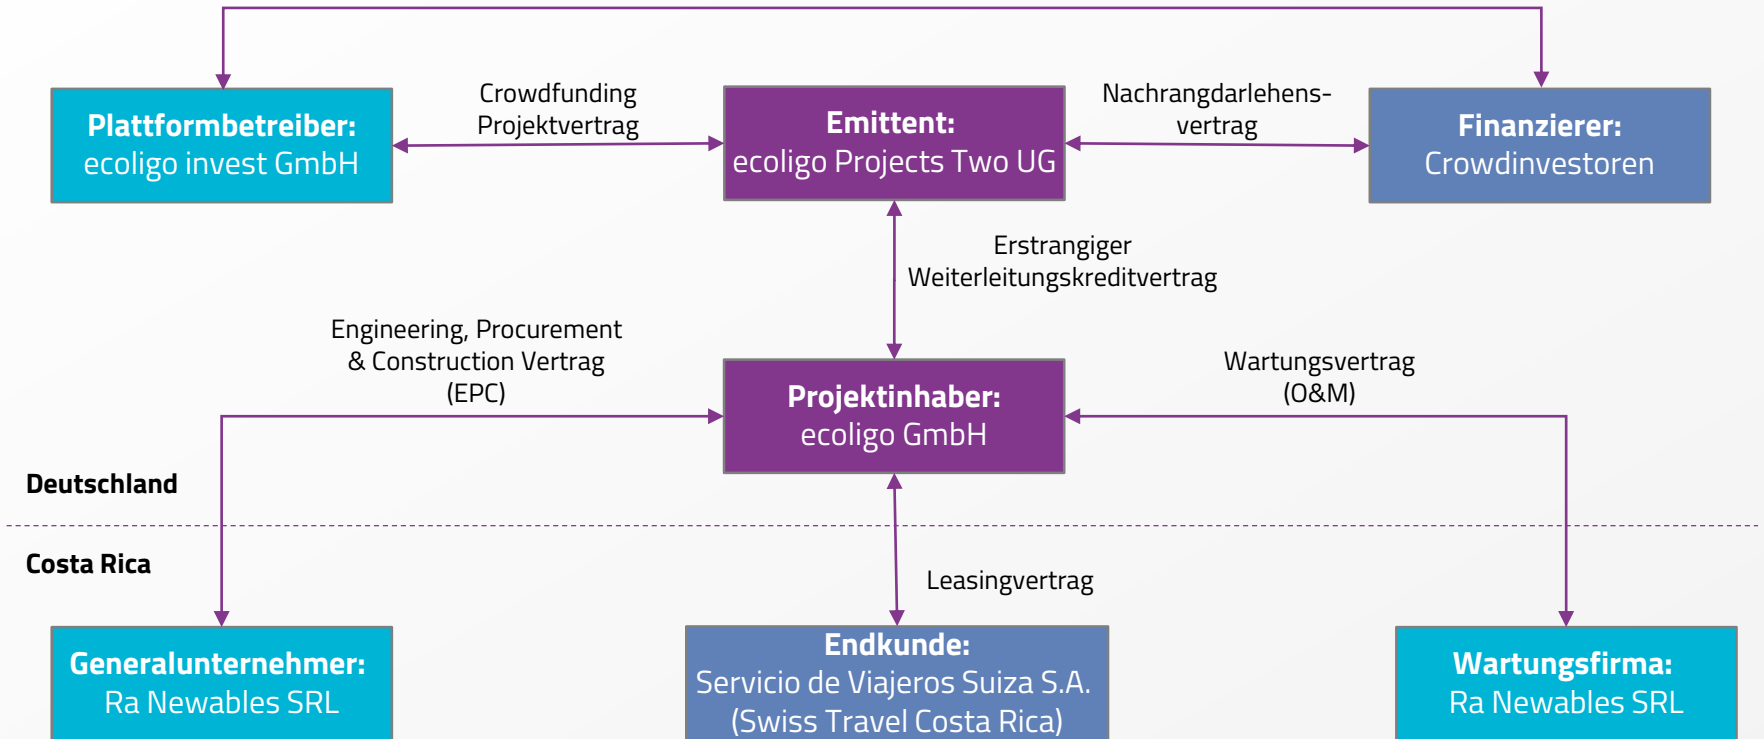 Plattformbetreiber:
ecoligo invest GmbH
Crowdfunding
Projektvertrag
Emittent:
ecoligo Projects Two UG
Nachrangdarlehens-
vertrag
Finanzierer:
Crowdinvestoren
Erstrangiger
Weiterleitungskreditvertrag
Engineering, Procurement
& Construction Vertrag
(EPC)
Projektinhaber:
ecoligo GmbH
Wartungsvertrag
(O&M)
Deutschland
Costa Rica
Leasingvertrag
Generalunternehmer:
Ra Newables SRL
Endkunde:
Servicio de Viajeros Suiza S.A.
(Swiss Travel Costa Rica)
Wartungsfirma:
Ra Newables SRL